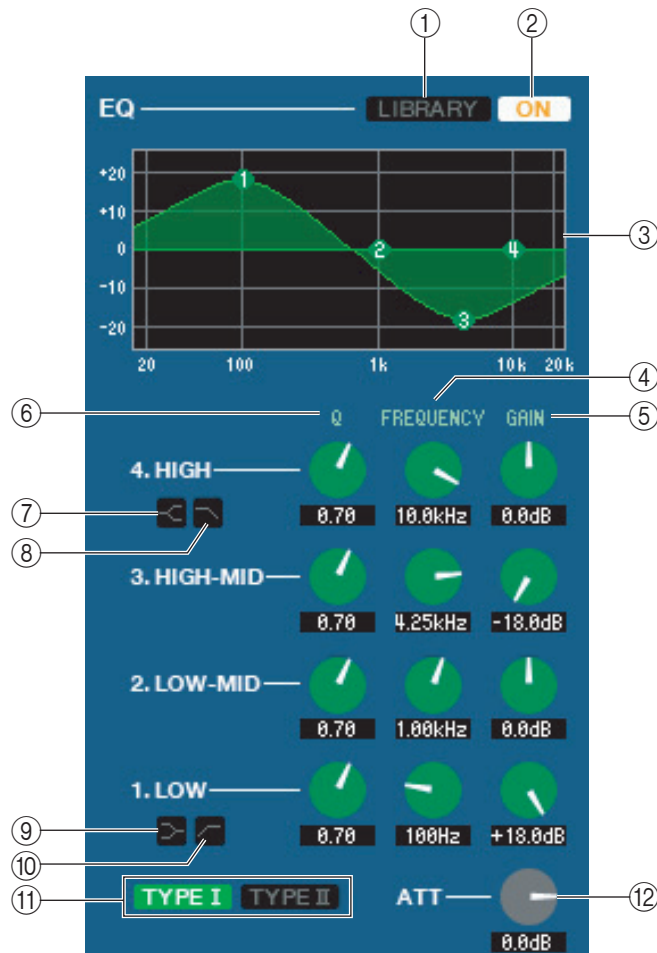 ① ②
EQ LIBRARY ON
+20
+10
0
-10
-20
1
2
4
3
③
20 100 1k 10k 20k
④
⑥ Q FREQUENCY GAIN ⑤
4. HIGH
0.70 10.0kHz 0.0dB
⑦
⑧
3. HIGH-MID
0.70 4.25kHz -18.0dB
2. LOW-MID
0.70 1.00kHz 0.0dB
1. LOW
0.70 100Hz +18.0dB
⑨
⑩
⑪ TYPE I TYPE II ATT ⑫
0.0dB